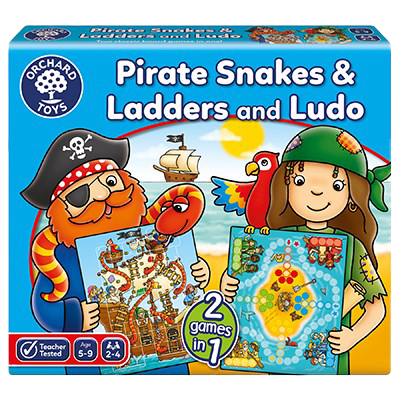 ORCHARD
TOYS
Pirate Snakes &
Ladders and Ludo
2
games
in
1
Teacher
Tested
Age
5-9
2-4